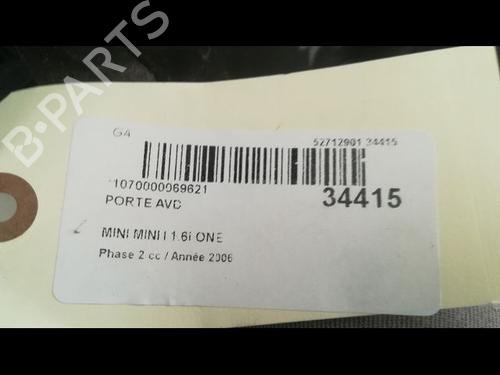 B-PARTS
G4
52712901 34415
1070000069621
34415
PORTE AVD
MINI MINI I 1.6i ONE
Phase 2 cc / Année 2006